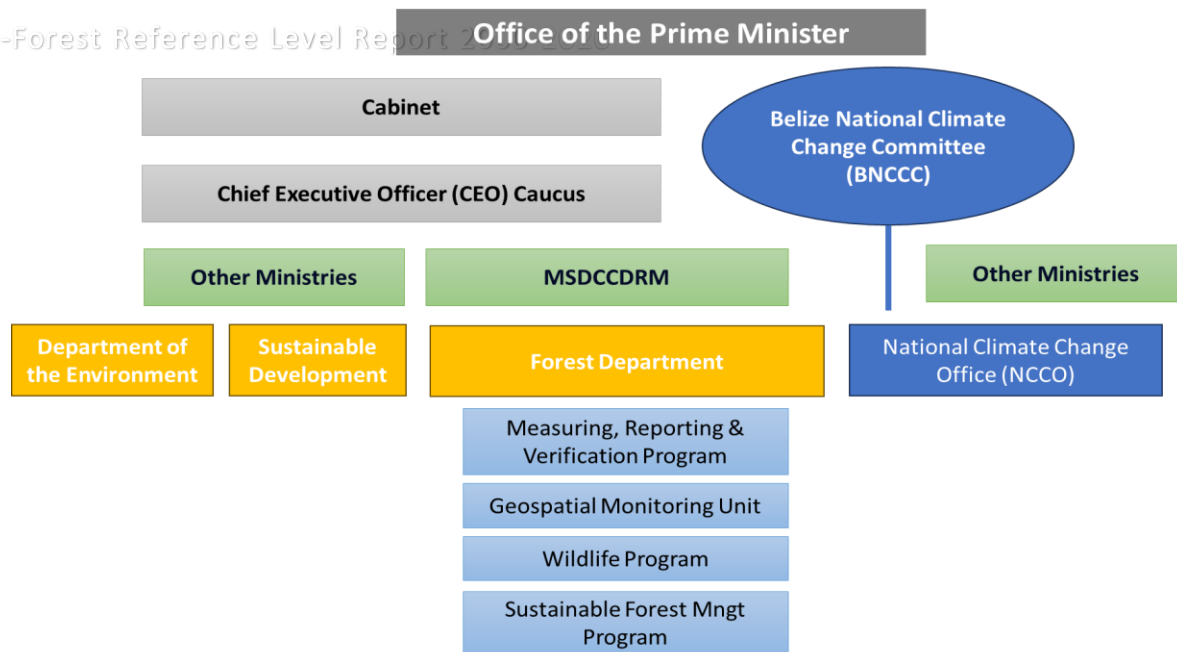 -Forest Reference Level Report
Office of the Prime Minister
Cabinet
Belize National Climate
Change Committee
(BNCCC)
Chief Executive Officer (CEO) Caucus
Other Ministries
MSDCCDRM
Other Ministries
Department of
the Environment
Sustainable
Development
Forest Department
National Climate Change
Office (NCCO)
Measuring, Reporting &
Verification Program
Geospatial Monitoring Unit
Wildlife Program
Sustainable Forest Mngt
Program